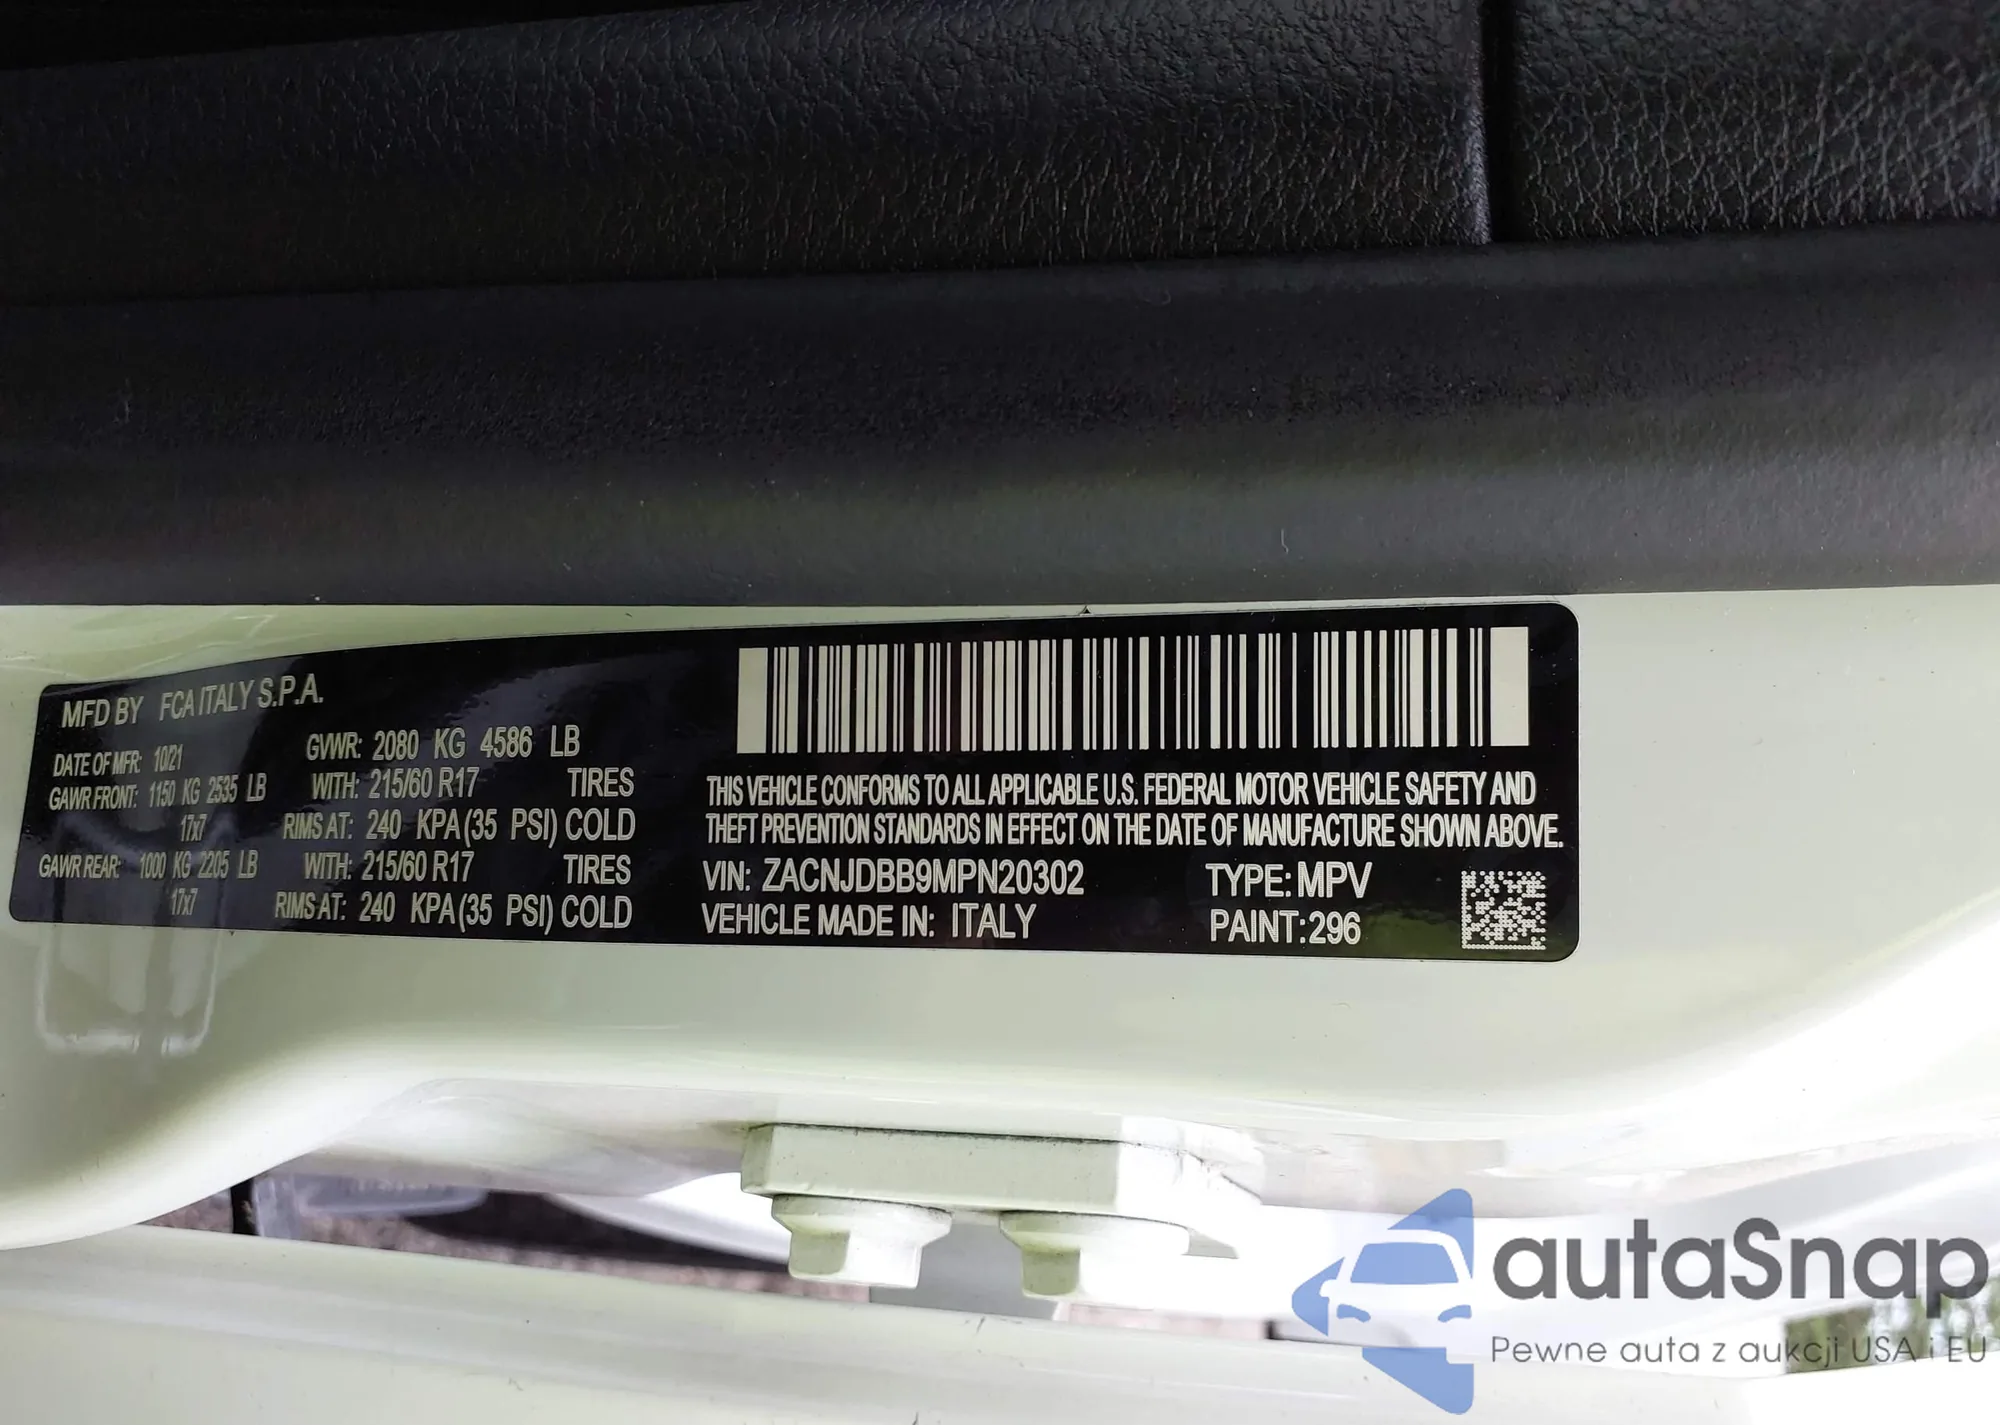 MFD BY FCA ITALY S.P.A.
DATE OF MFR: 10/21 GVWR: 2080 KG 4586 LB
GAWR FRONT: 1150 KG 2535 LB WITH: 215/60 R17 TIRES
17x7 RIMS AT: 240 KPA (35 PSI) COLD
GAWR REAR: 1000 KG 2205 LB WITH: 215/60 R17 TIRES
17x7 RIMS AT: 240 KPA (35 PSI) COLD
THIS VEHICLE CONFORMS TO ALL APPLICABLE U.S. FEDERAL MOTOR VEHICLE SAFETY AND
THEFT PREVENTION STANDARDS IN EFFECT ON THE DATE OF MANUFACTURE SHOWN ABOVE.
VIN: ZACNJDBB9MPN20302 TYPE: MPV
VEHICLE MADE IN: ITALY PAINT: 296
autaSnap
Pewne auta z aukcji USA i EU